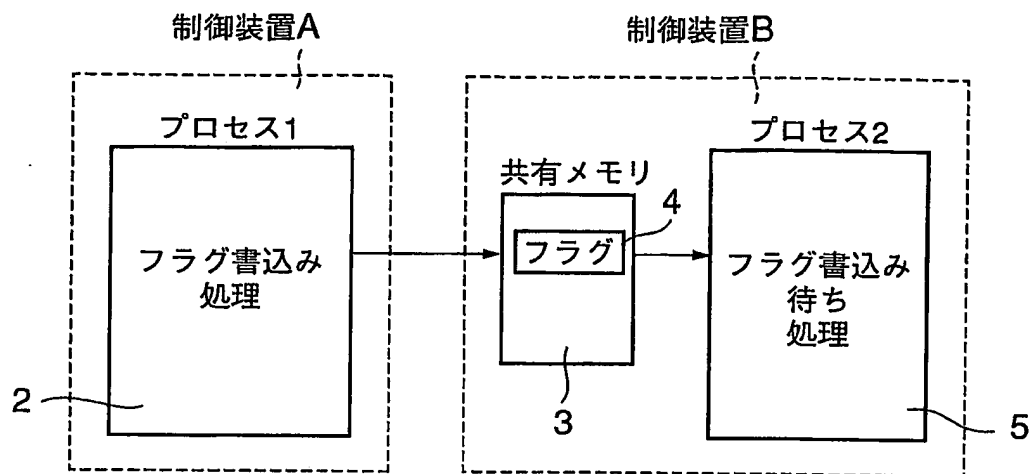 制御装置A
制御装置B
プロセス1
プロセス2
共有メモリ
4
フラグ
フラグ書込み
処理
フラグ書込み
待ち
処理
2
3
5